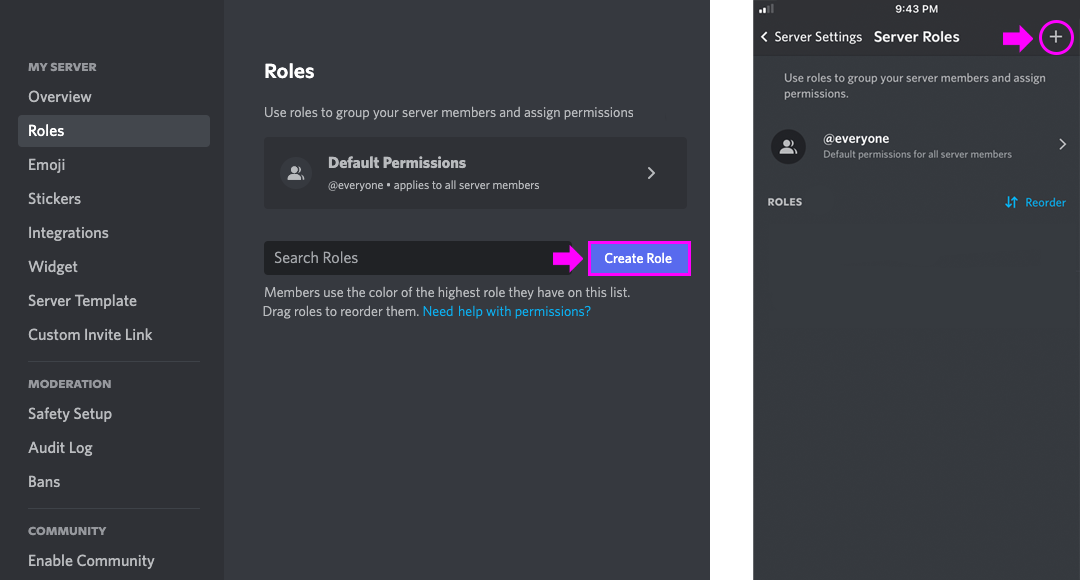 MY SERVER
Overview
Roles
Emoji
Stickers
Integrations
Widget
Server Template
Custom Invite Link
MODERATION
Safety Setup
Audit Log
Bans
COMMUNITY
Enable Community
Roles
Use roles to group your server members and assign permissions
Default Permissions
@everyone • applies to all server members
Search Roles
Create Role
Members use the color of the highest role they have on this list.
Drag roles to reorder them. Need help with permissions?
9:43 PM
Server Settings Server Roles
Use roles to group your server members and assign
permissions.
@everyone
Default permissions for all server members
ROLES
Reorder